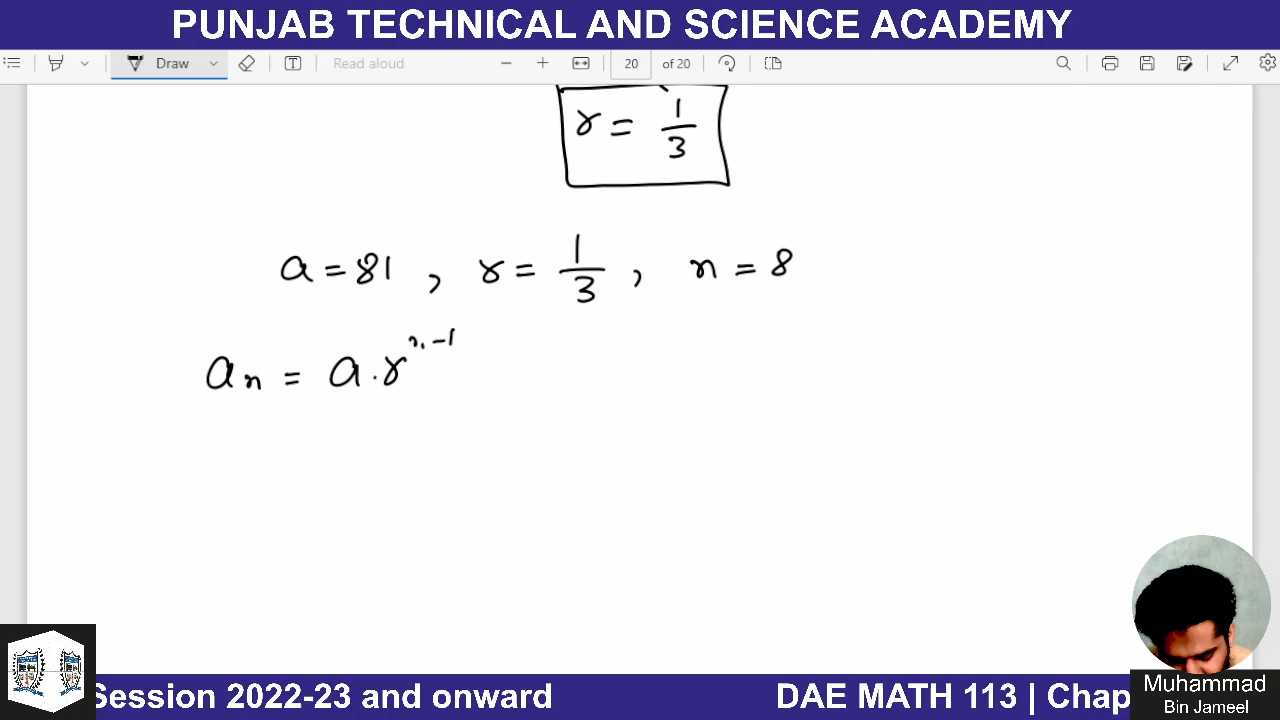 PUNJAB TECHNICAL AND SCIENCE ACADEMY
Draw Read aloud 20 of 20
r = 1/3
a = 81 , r = 1/3 , n = 8
aₙ = a.rⁿ⁻¹
Session 2022-23 and onward
DAE MATH 113 | Chap
Muhammad
Bin Jameel